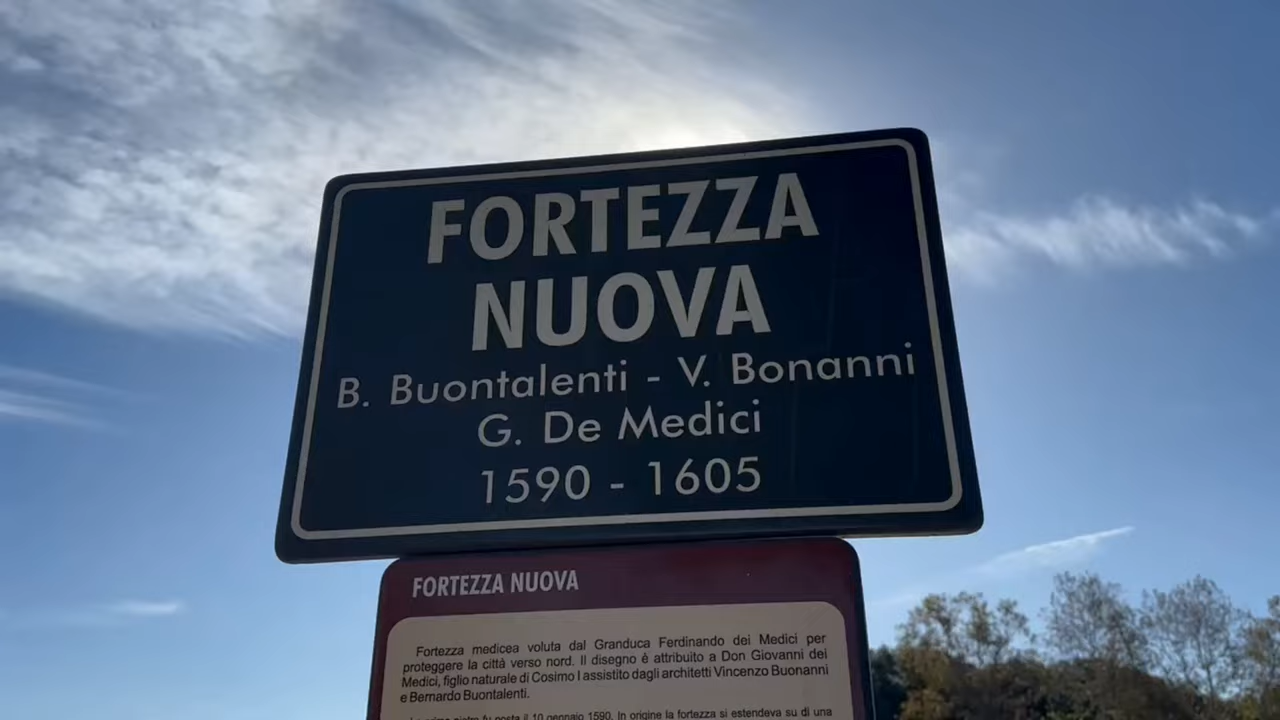 FORTEZZA
NUOVA
B. Buontalenti - V. Bonanni
G. De Medici
1590 - 1605
FORTEZZA NUOVA
Fortezza medicea voluta dal Granduca Ferdinando dei Medici per
proteggere la città verso nord. Il disegno è attribuito a Don Giovanni dei
Medici, figlio naturale di Cosimo I assistito dagli architetti Vincenzo Buonanni
e Bernardo Buontalenti.
La prima pietra fu posta il 10 gennaio 1590. In origine la fortezza si estendeva su di una